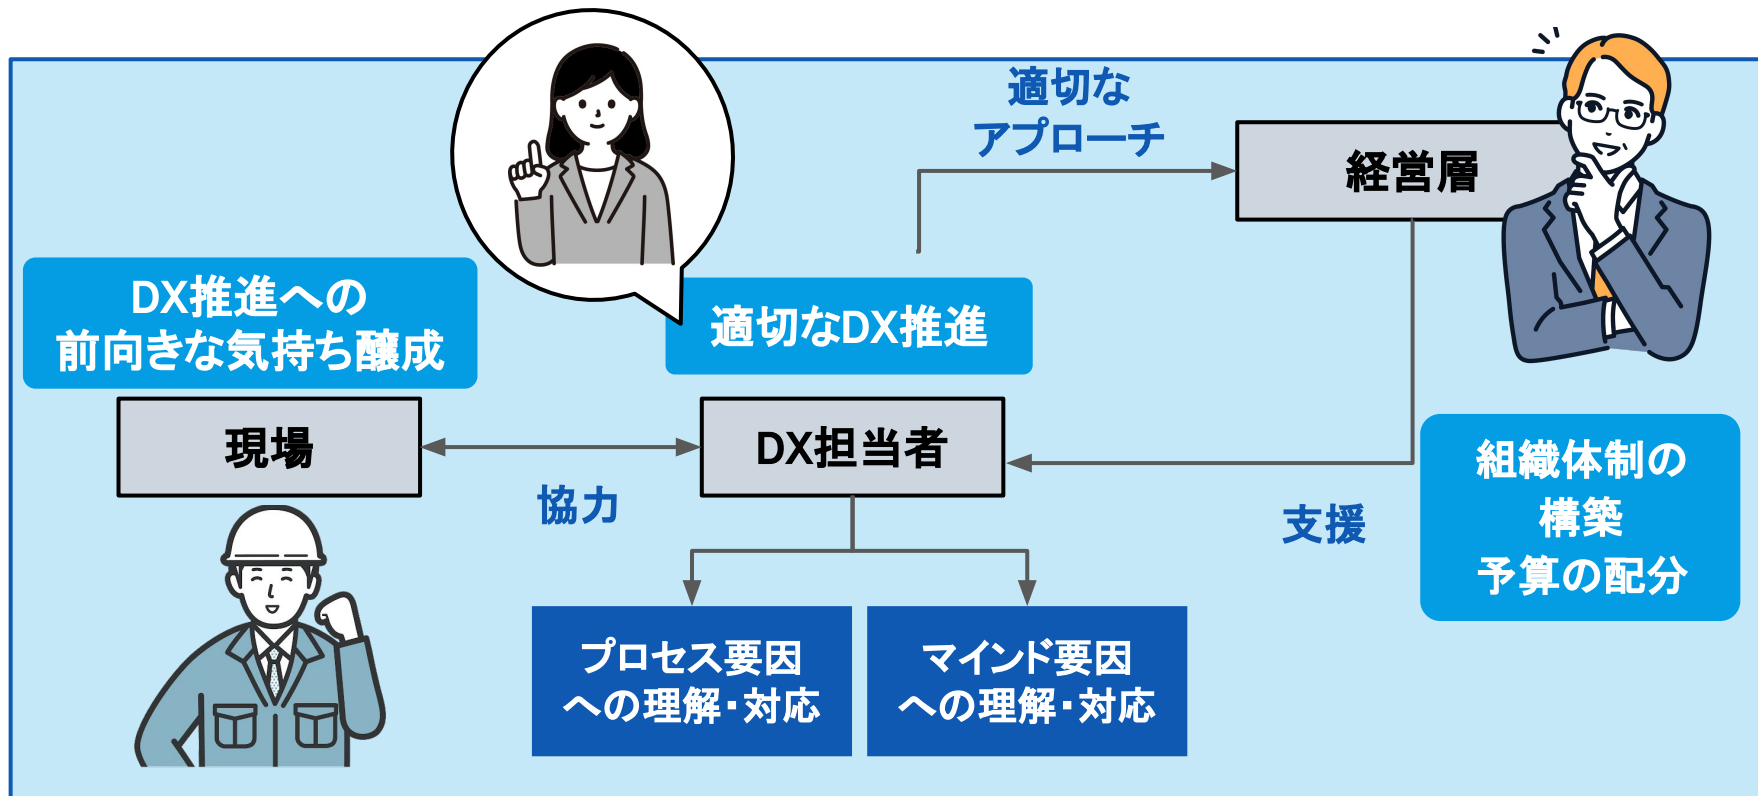 適切な
アプローチ
経営層
DX推進への
前向きな気持ち醸成
適切なDX推進
現場
DX担当者
協力
支援
組織体制の
構築
予算の配分
プロセス要因
への理解・対応
マインド要因
への理解・対応